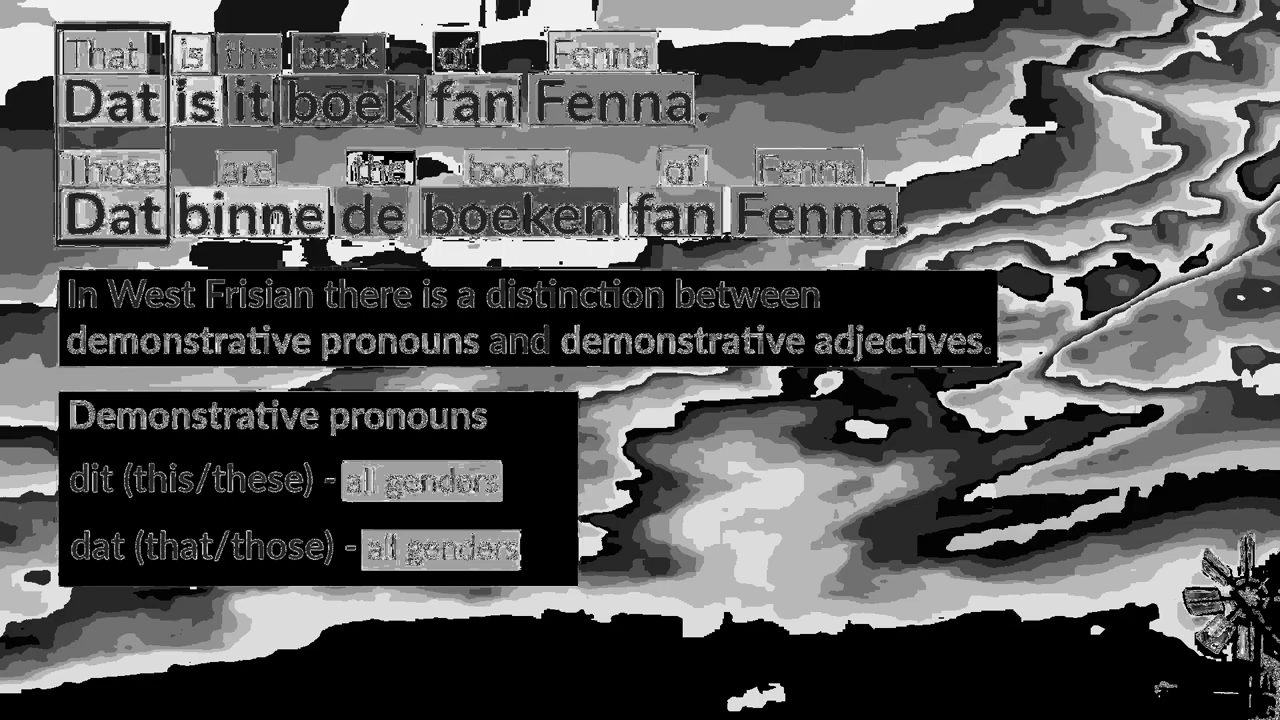 That is the book of Fenna
Dat is it boek fan Fenna.
Those are the books of Fenna
Dat binne de boeken fan Fenna.
In West Frisian there is a distinction between
demonstrative pronouns and demonstrative adjectives.
Demonstrative pronouns
dit (this/these) - all genders
dat (that/those) - all genders